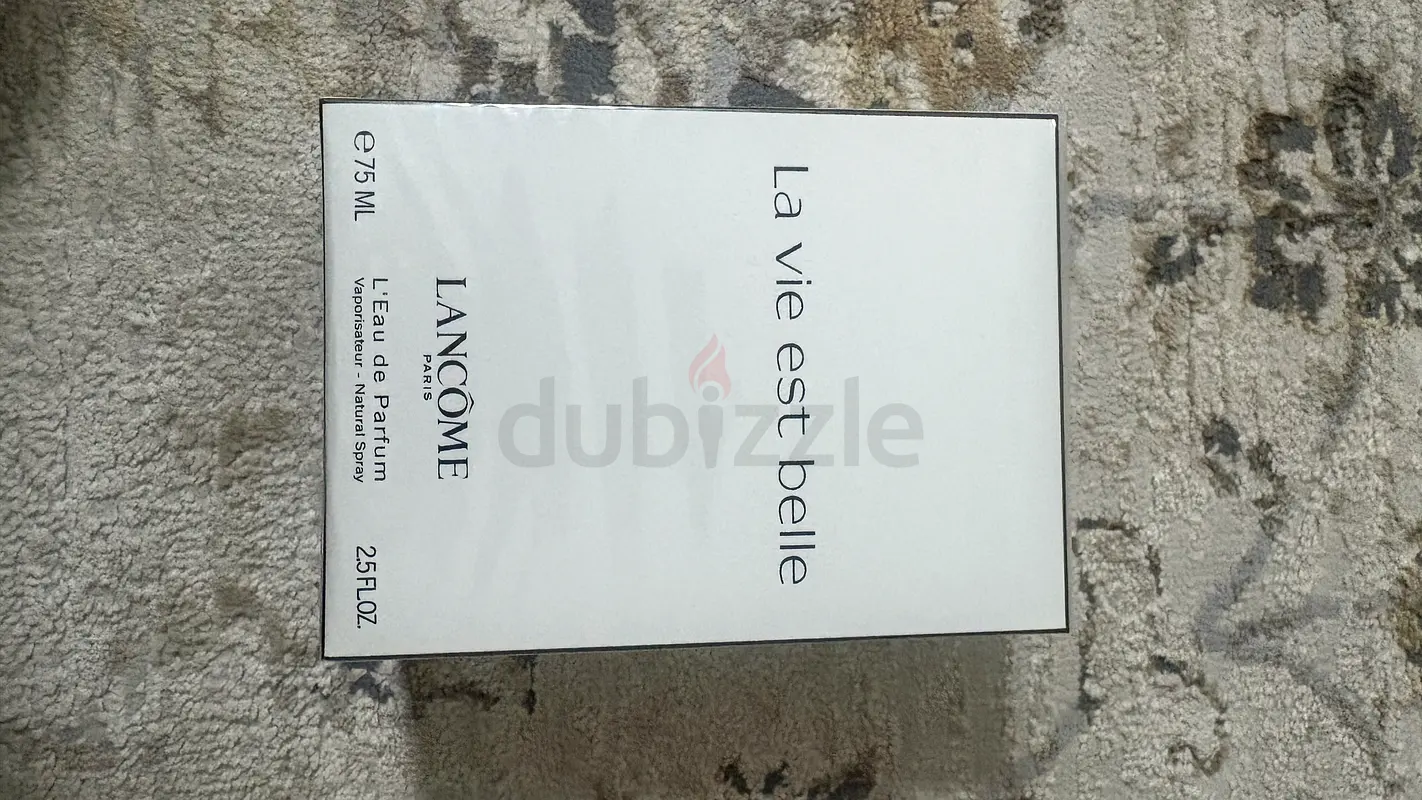 La vie est belle
LANCÔME
PARIS
L'Eau de Parfum
Vaporisateur - Natural Spray
e 75 ML
2.5 FL.OZ.
dubizzle